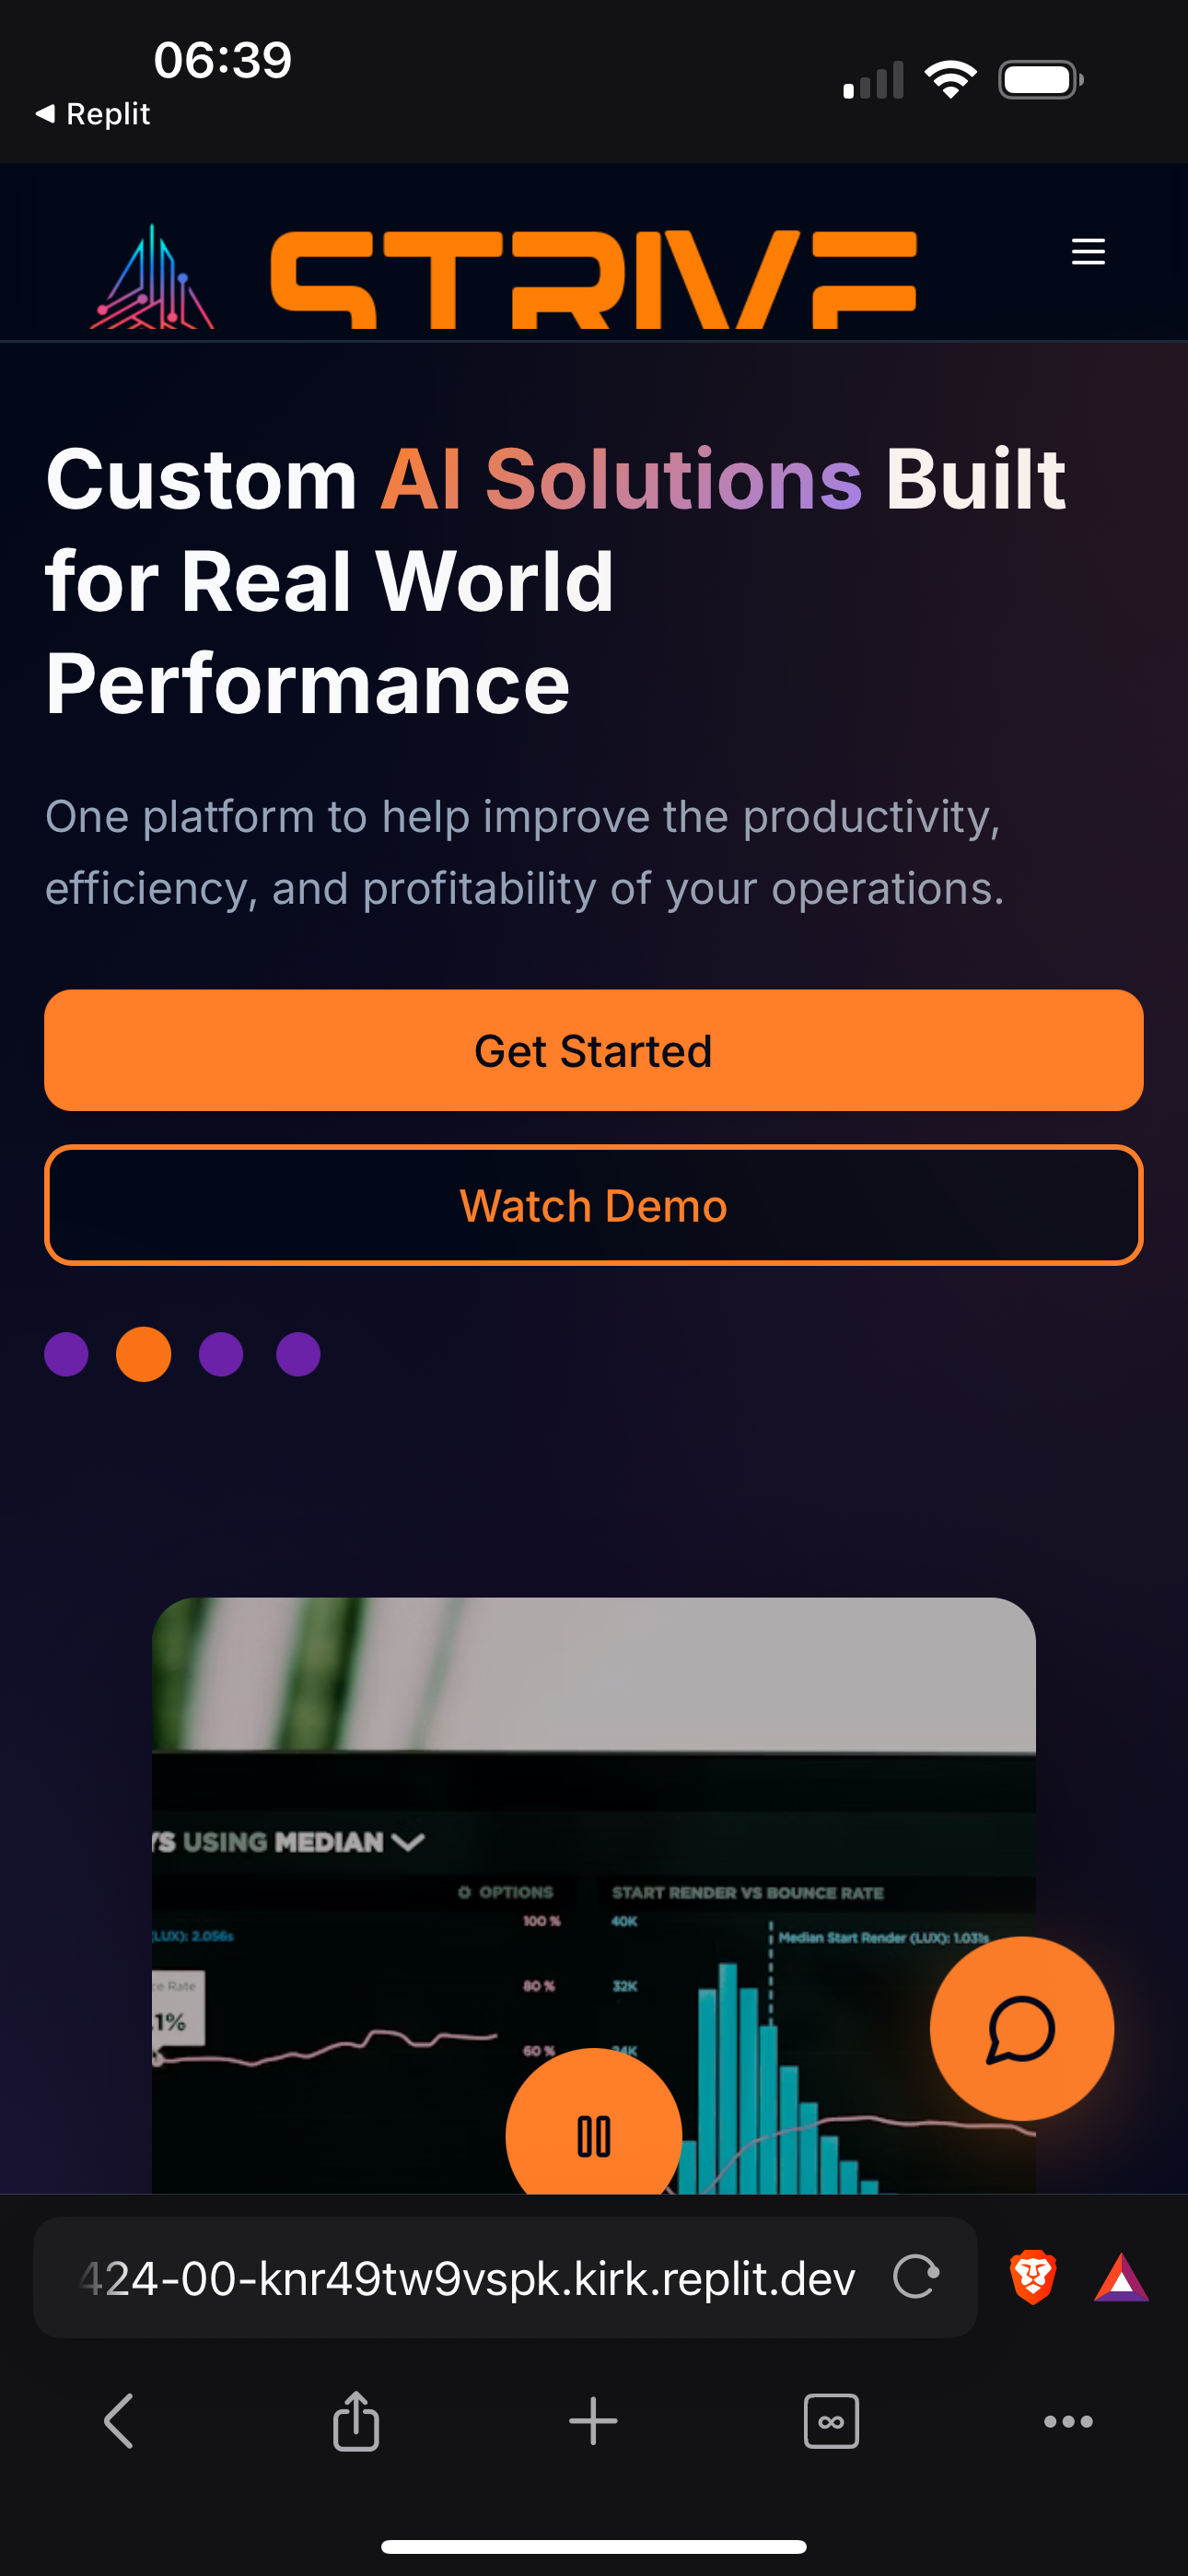 06:39
Replit
STRIVE
Custom AI Solutions Built
for Real World
Performance
One platform to help improve the productivity,
efficiency, and profitability of your operations.
Get Started
Watch Demo
USING MEDIAN
OPTIONS
START RENDER VS BOUNCE RATE
100 %
40K
(LUX): 2.056s
Median Start Render (LUX): 1.031s
Rate
80 %
32K
.1%
60 %
424-00-knr49tw9vspk.kirk.replit.dev